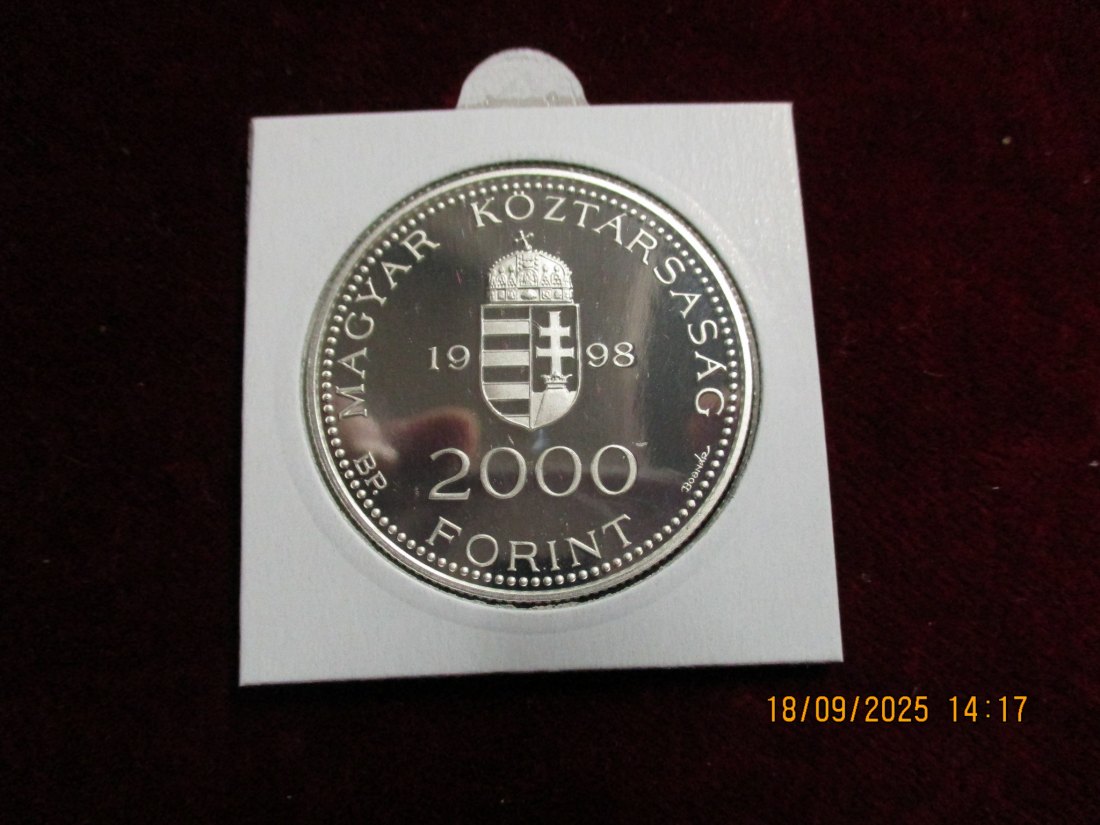 MAGYAR KÖZTÁRSASÁG
19 98
2000
FORINT
BP.
18/09/2025 14:17